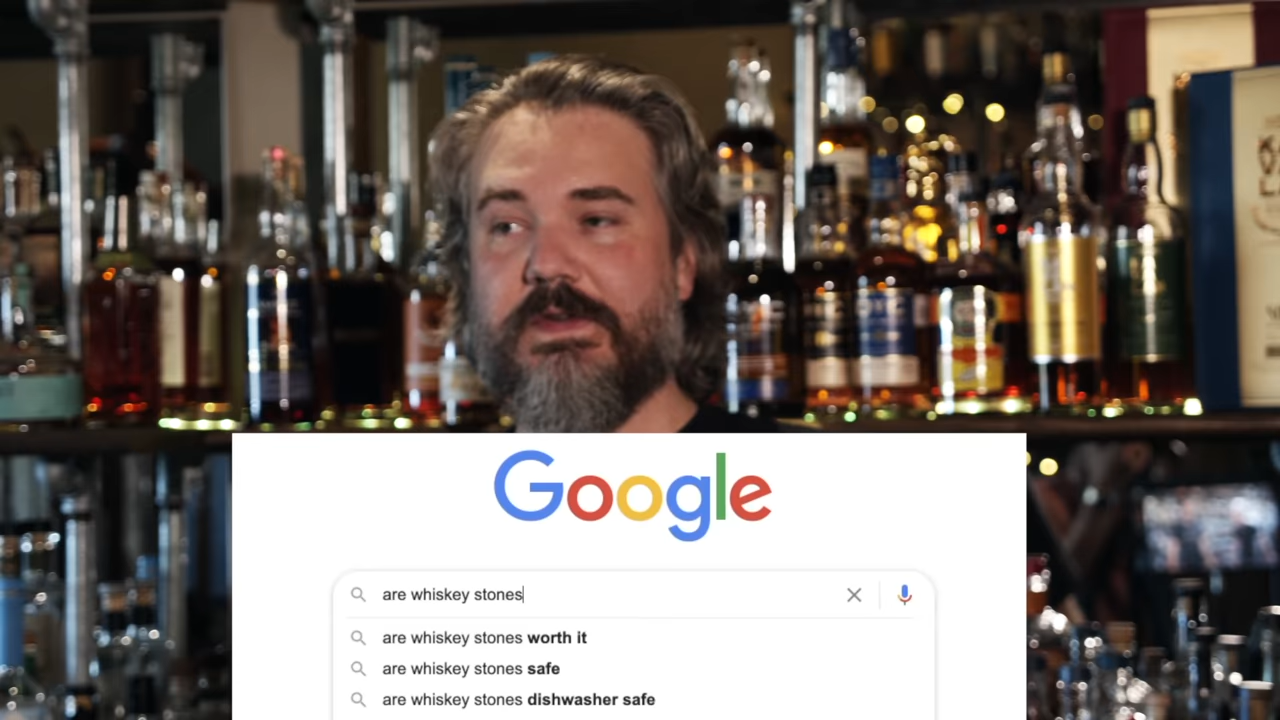 Google
are whiskey stones
are whiskey stones worth it
are whiskey stones safe
are whiskey stones dishwasher safe